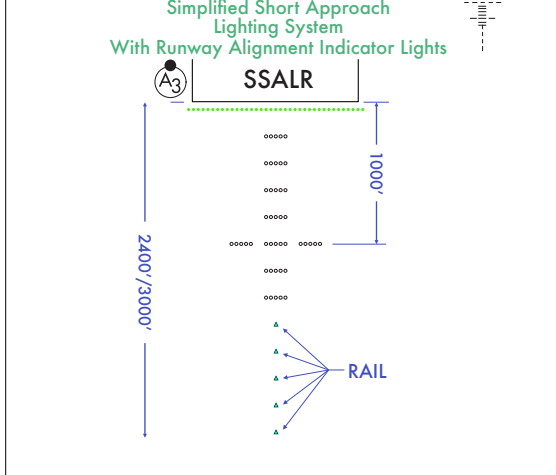 Simplified Short Approach
Lighting System
With Runway Alignment Indicator Lights
A3
SSALR
1000'
2400'/3000'
RAIL